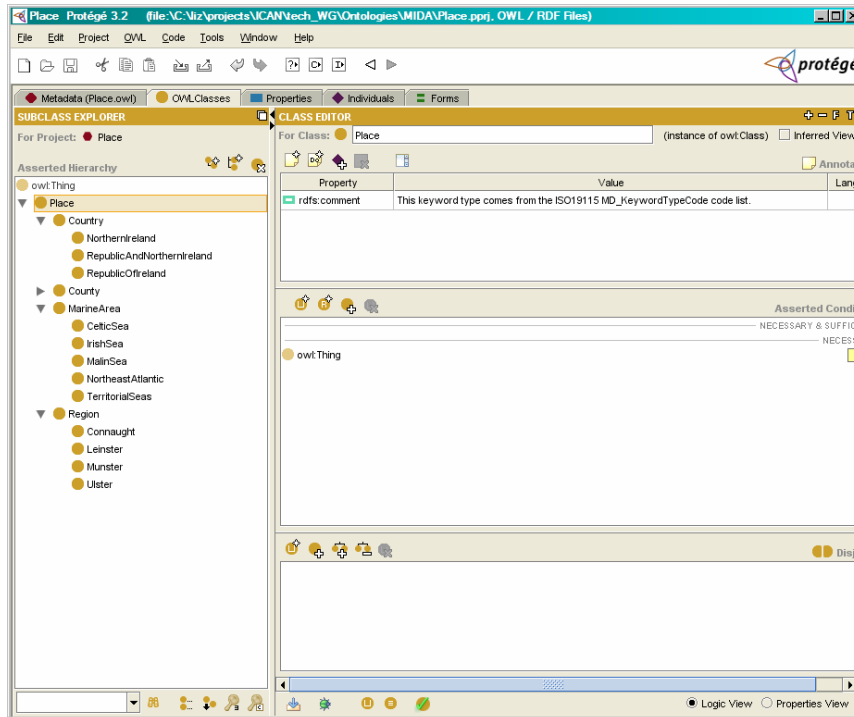 Place Protégé 3.2 (file:\C:\liz\projects\ICAN\tech_WG\Ontologies\MIDA\Place.pprj, OWL / RDF Files)
File Edit Project OWL Code Tools Window Help
protégé
Metadata (Place.owl) OWLClasses Properties Individuals Forms
SUBCLASS EXPLORER
CLASS EDITOR
For Project: Place
For Class: Place (instance of owl:Class) Inferred View
Asserted Hierarchy
Annota
Property Value Lang
rdfs:comment This keyword type comes from the ISO19115 MD_KeywordTypeCode code list.
owl:Thing
Place
Country
NorthernIreland
RepublicAndNorthernIreland
RepublicOfIreland
County
MarineArea
CelticSea
IrishSea
MalinSea
NortheastAtlantic
TerritorialSeas
Region
Connaught
Leinster
Munster
Ulster
Asserted Condi
NECESSARY & SUFFIC
NECESS
owl:Thing
Disj
Logic View Properties View